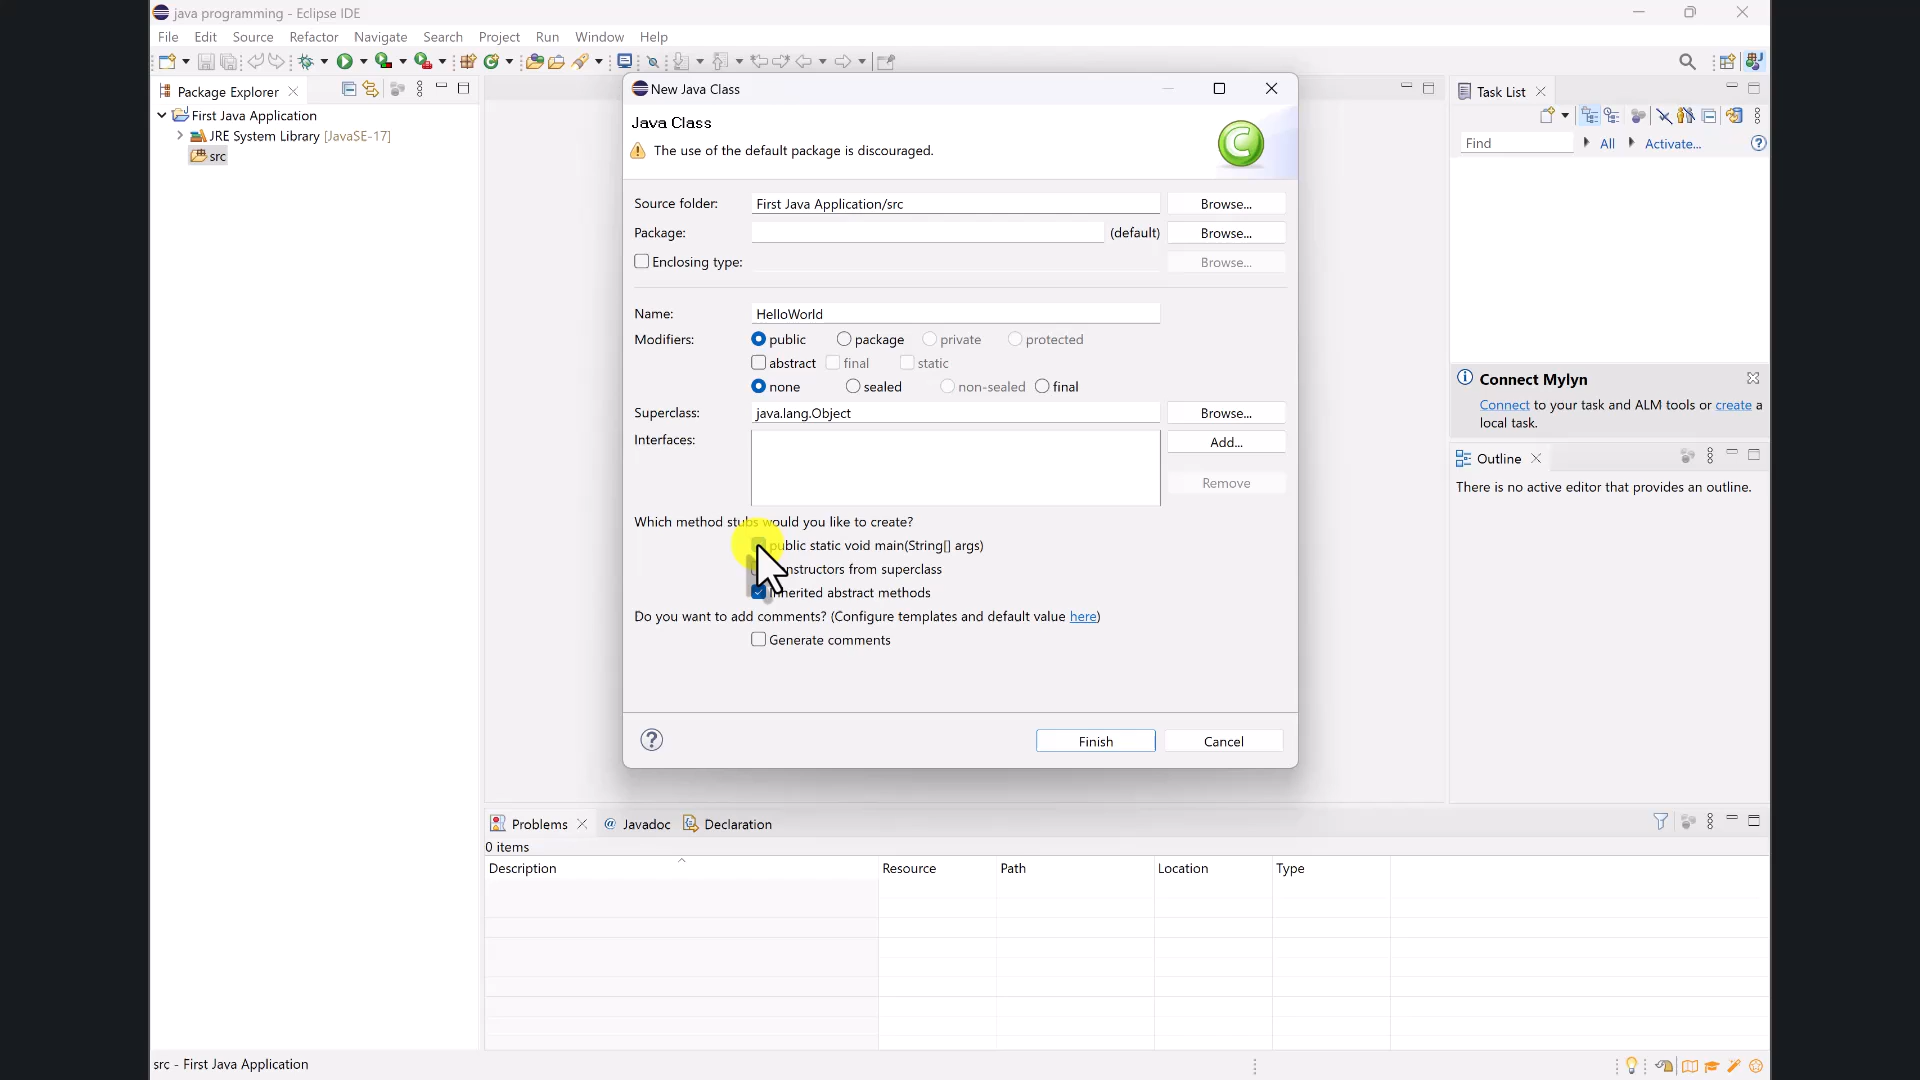 java programming - Eclipse IDE
File Edit Source Refactor Navigate Search Project Run Window Help
Package Explorer
First Java Application
JRE System Library [JavaSE-17]
src
New Java Class
Java Class
The use of the default package is discouraged.
Source folder: First Java Application/src Browse...
Package: (default) Browse...
Enclosing type: Browse...
Name: HelloWorld
Modifiers: public package private protected
abstract final static
none sealed non-sealed final
Superclass: java.lang.Object Browse...
Interfaces: Add...
Remove
Which method stubs would you like to create?
public static void main(String[] args)
from superclass
abstract methods
Do you want to add comments? (Configure templates and default value here)
Generate comments
Finish Cancel
Task List
Find All Activate...
Connect Mylyn
Connect to your task and ALM tools or create a
local task.
Outline
There is no active editor that provides an outline.
Problems @ Javadoc Declaration
0 items
Description Resource Path Location Type
src - First Java Application